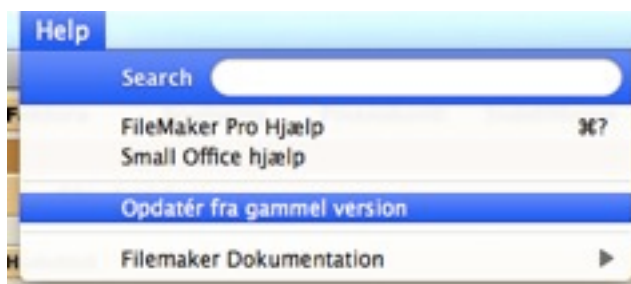 Help
Search
FileMaker Pro Hjælp ⌘?
Small Office hjælp
Opdatér fra gammel version
Filemaker Dokumentation